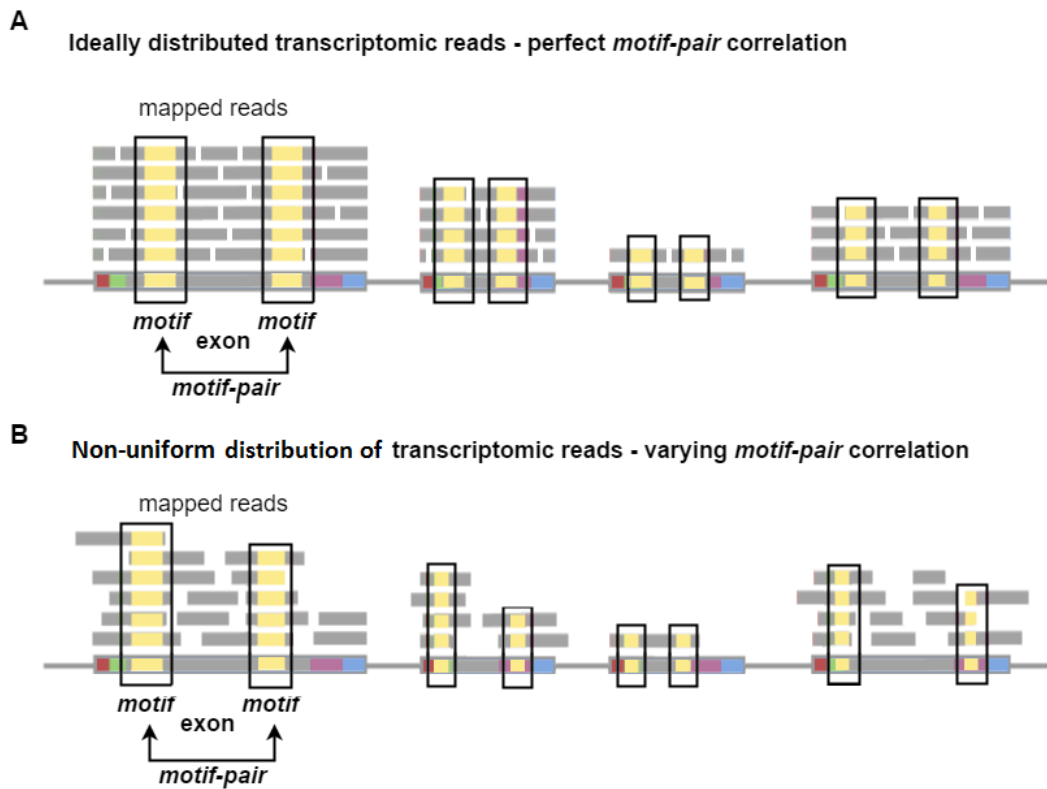 A
Ideally distributed transcriptomic reads - perfect motif-pair correlation
mapped reads
motif motif
exon
motif-pair
B
Non-uniform distribution of transcriptomic reads - varying motif-pair correlation
mapped reads
motif motif
exon
motif-pair